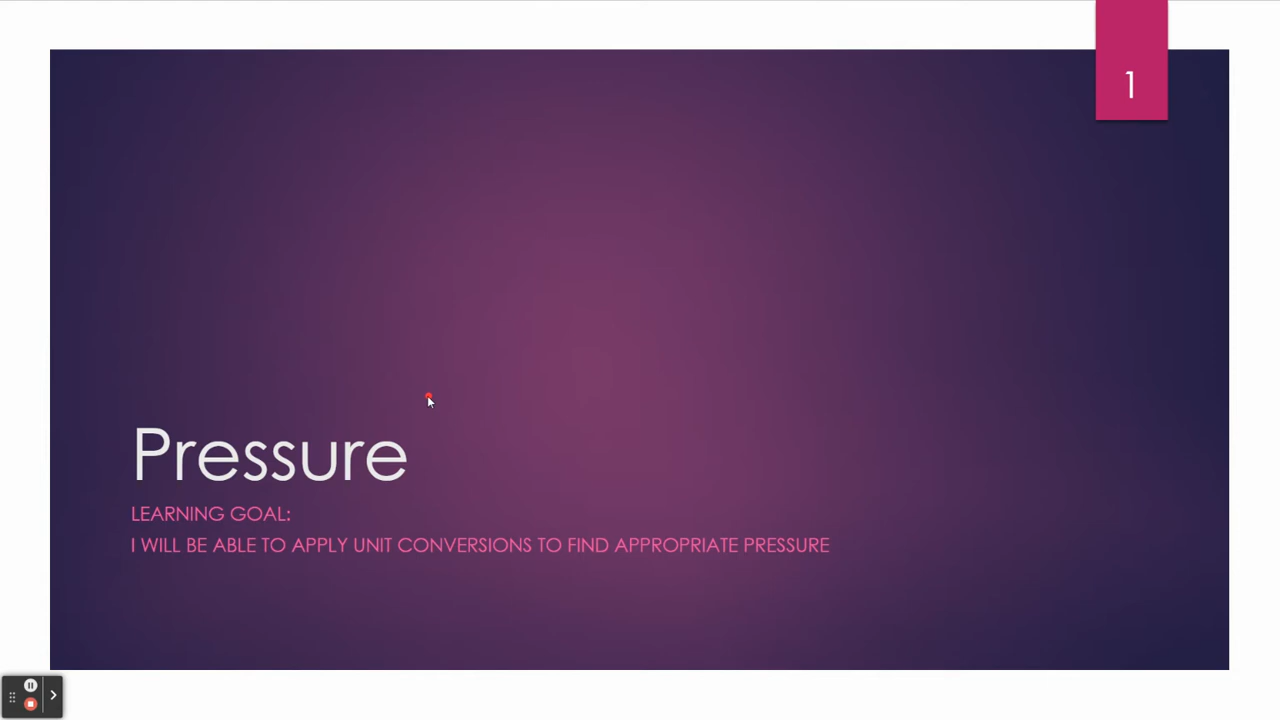 1
Pressure
LEARNING GOAL:
I WILL BE ABLE TO APPLY UNIT CONVERSIONS TO FIND APPROPRIATE PRESSURE